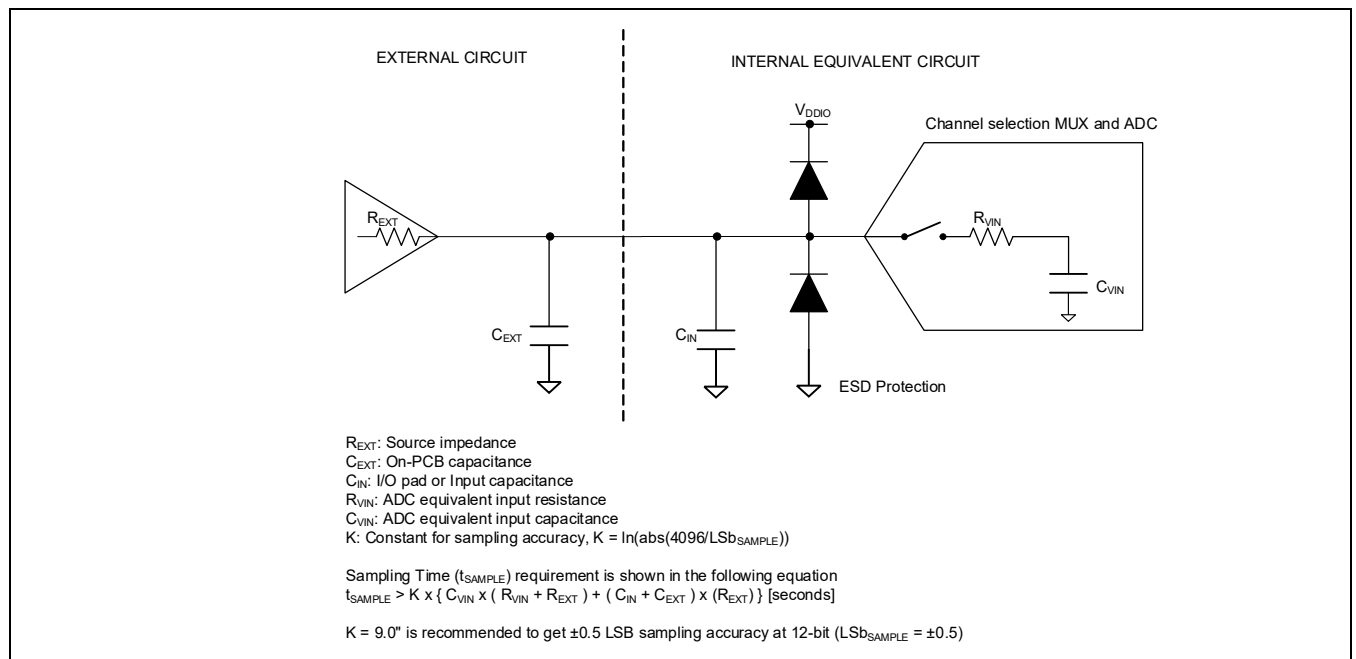 EXTERNAL CIRCUIT
INTERNAL EQUIVALENT CIRCUIT
VDDIO
Channel selection MUX and ADC
REXT
RVIN
CVIN
CEXT
CIN
ESD Protection
REXT: Source impedance
CEXT: On-PCB capacitance
CIN: I/O pad or Input capacitance
RVIN: ADC equivalent input resistance
CVIN: ADC equivalent input capacitance
K: Constant for sampling accuracy, K = ln(abs(4096/LSbSAMPLE))
Sampling Time (tSAMPLE) requirement is shown in the following equation
tSAMPLE > K x { CVIN x ( RVIN + REXT ) + ( CIN + CEXT ) x (REXT) } [seconds]
K = 9.0" is recommended to get ±0.5 LSB sampling accuracy at 12-bit (LSbSAMPLE = ±0.5)